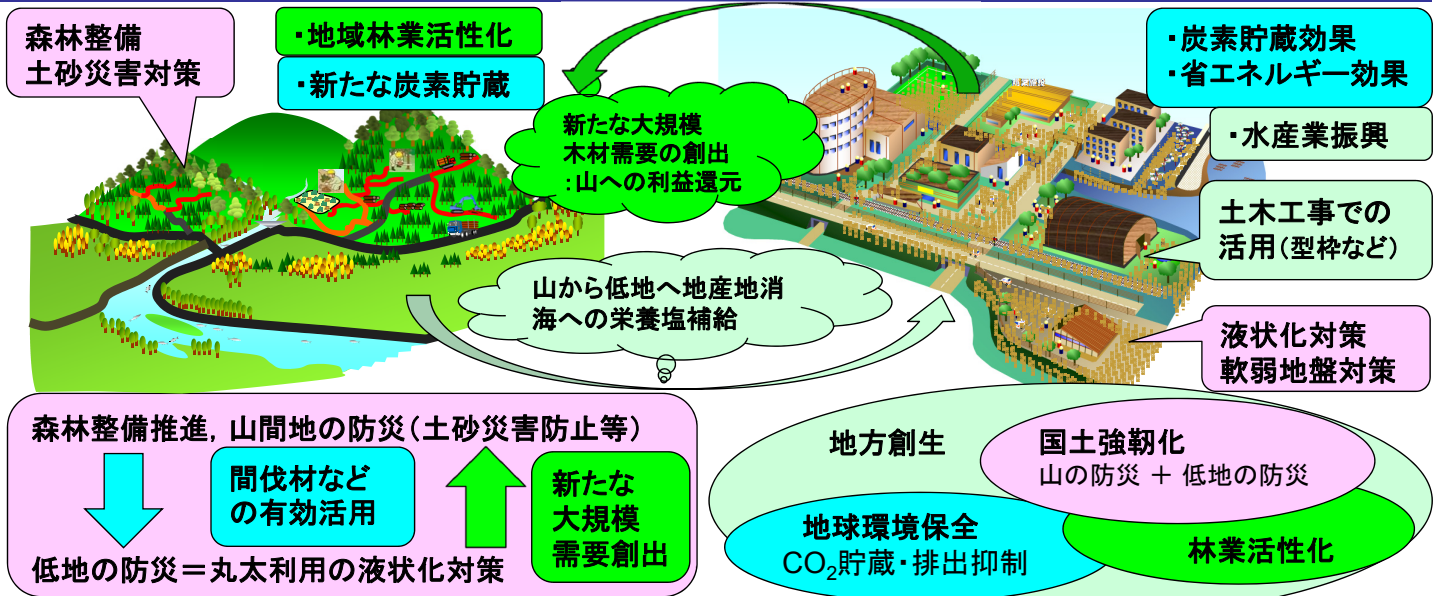 森林整備
土砂災害対策
・地域林業活性化
・新たな炭素貯蔵
新たな大規模
木材需要の創出
:山への利益還元
・炭素貯蔵効果
・省エネルギー効果
・水産業振興
土木工事での
活用(型枠など)
山から低地へ地産地消
海への栄養塩補給
液状化対策
軟弱地盤対策
森林整備推進, 山間地の防災(土砂災害防止等)
間伐材など
の有効活用
新たな
大規模
需要創出
低地の防災=丸太利用の液状化対策
地方創生
国土強靭化
山の防災 + 低地の防災
地球環境保全
CO₂貯蔵・排出抑制
林業活性化